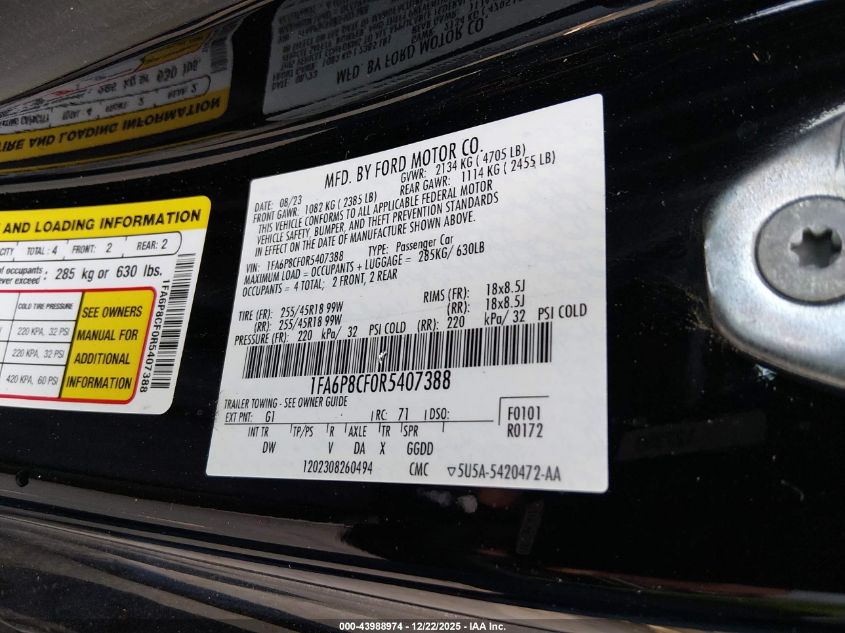 MFD. BY FORD MOTOR CO.
DATE: 08/23 GVWR: 2134 KG ( 4705 LB)
FRONT GAWR: 1082 KG ( 2385 LB) REAR GAWR: 1114 KG ( 2455 LB)
THIS VEHICLE CONFORMS TO ALL APPLICABLE FEDERAL MOTOR
VEHICLE SAFETY, BUMPER, AND THEFT PREVENTION STANDARDS
IN EFFECT ON THE DATE OF MANUFACTURE SHOWN ABOVE.
VIN: 1FA6P8CF0R5407388 TYPE: Passenger Car
MAXIMUM LOAD = OCCUPANTS + LUGGAGE = 285KG/ 630LB
OCCUPANTS = 4 TOTAL; 2 FRONT, 2 REAR
TIRE (FR): 255/45R18 99W RIMS (FR): 18x8.5J
(RR): 255/45R18 99W (RR): 18x8.5J
PRESSURE (FR): 220 kPa/ 32 PSI COLD (RR): 220 kPa/ 32 PSI COLD
1FA6P8CF0R5407388
TRAILER TOWING - SEE OWNER GUIDE
EXT PNT: G1 RC: 71 DSO: F0101
INT TR TP/PS R AXLE TR SPR R0172
DW V DA X GGDD
1202308260494 CMC ▽5U5A-5420472-AA
AND LOADING INFORMATION
TOTAL: 4 FRONT: 2 REAR: 2
of occupants: 285 kg or 630 lbs.
COLD TIRE PRESSURE
220 KPA, 32 PSI
220 KPA, 32 PSI
420 KPA, 60 PSI
SEE OWNERS
MANUAL FOR
ADDITIONAL
INFORMATION
1FA6P8CF0R5407388
000-43988974 - 12/22/2025 - IAA, Inc.